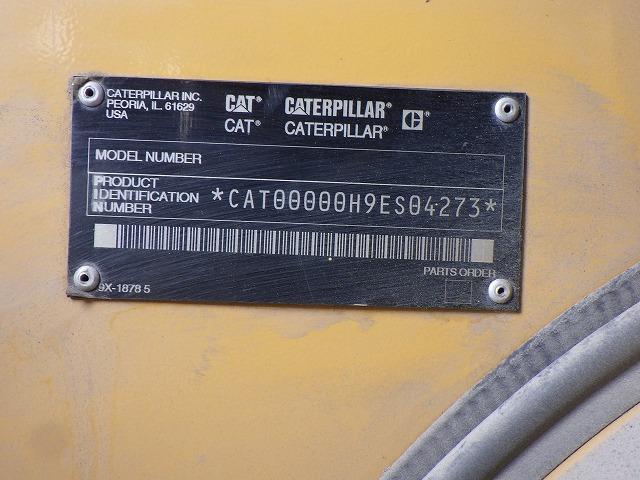 CATERPILLAR INC.
PEORIA, IL. 61629
USA
CAT® CATERPILLAR®
CAT® CATERPILLAR®
MODEL NUMBER
PRODUCT
IDENTIFICATION
NUMBER
*CAT00000H9ES04273*
PARTS ORDER
9X-1878 5